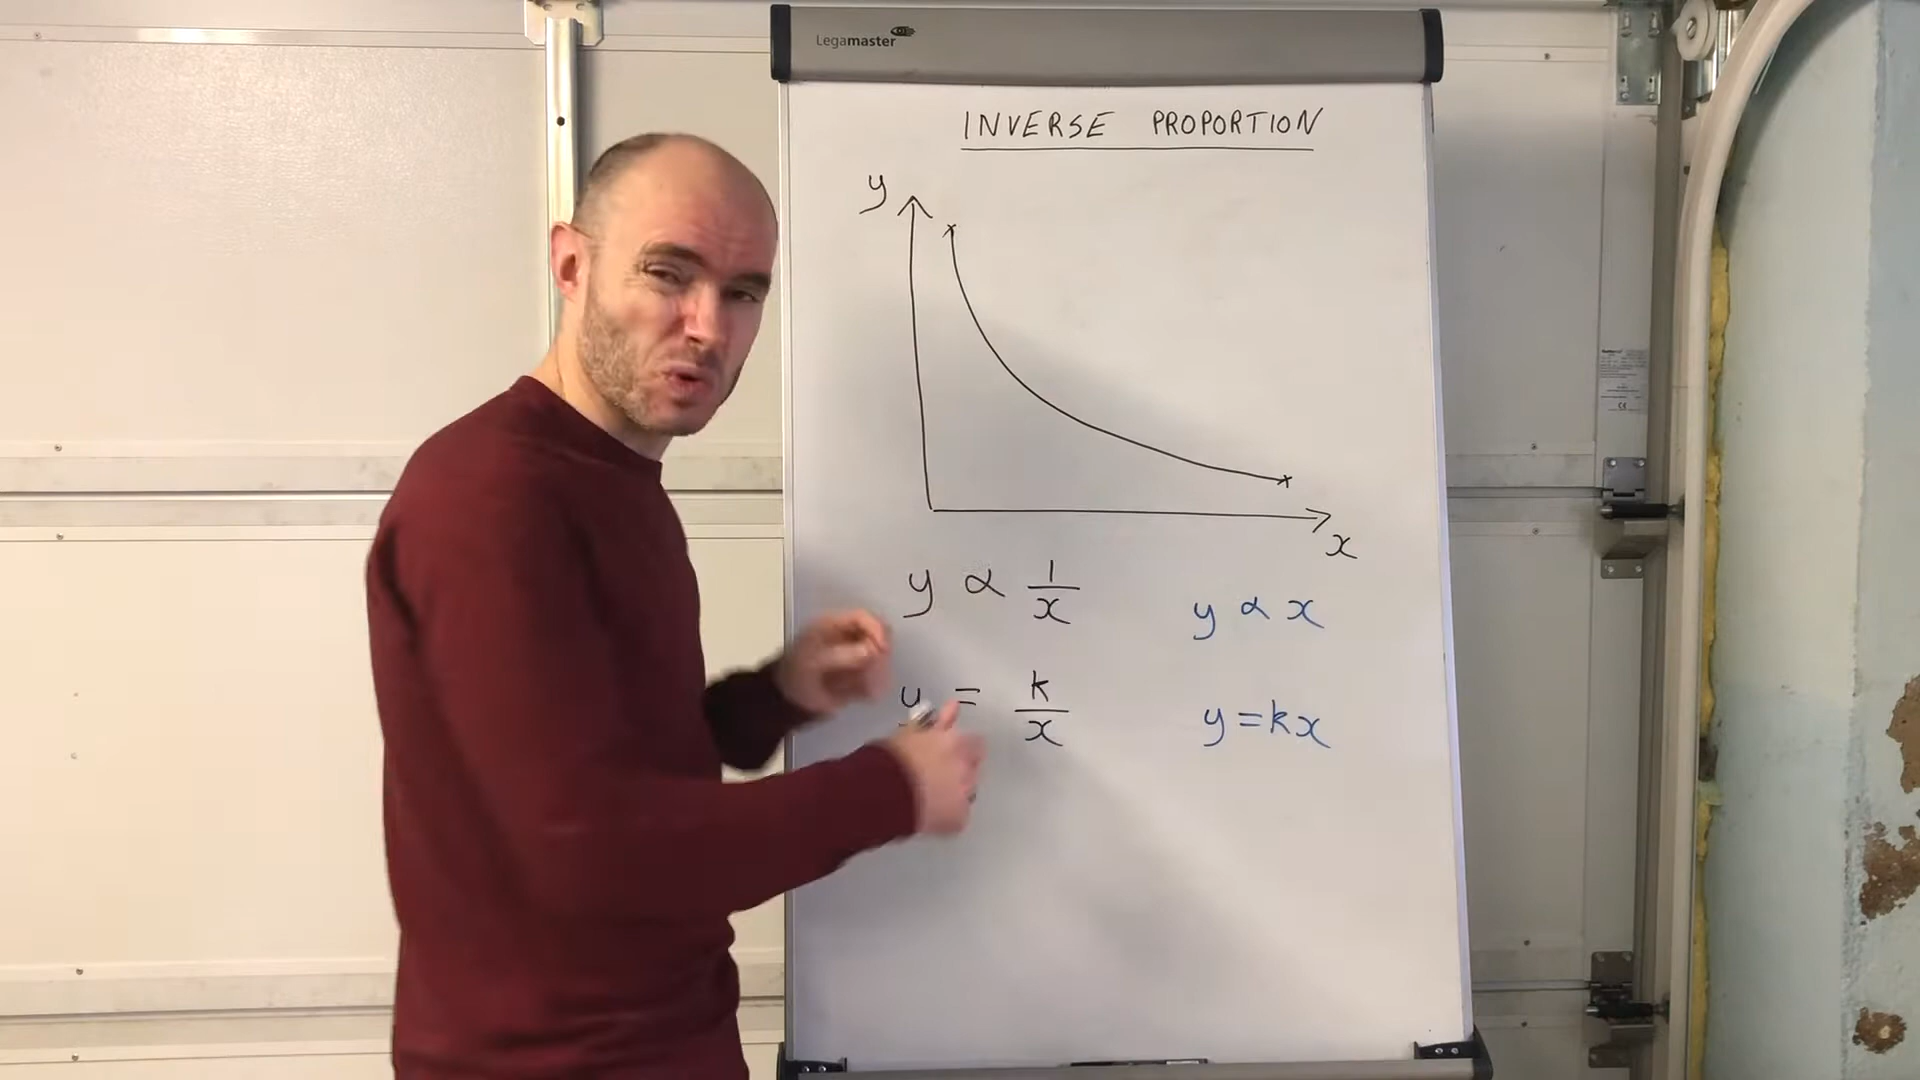 Legamaster
INVERSE PROPORTION
y
x
y ∝ 1/x
y ∝ x
y = k/x
y = kx